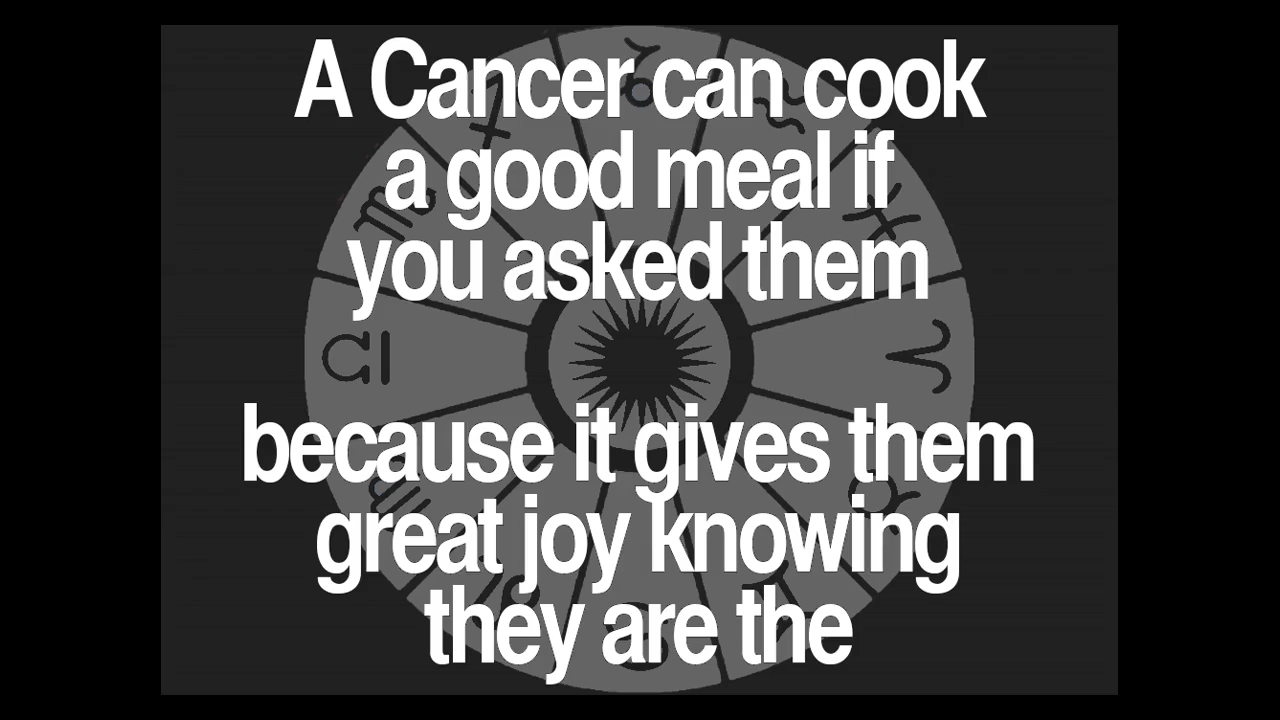 A Cancer can cook
a good meal if
you asked them
because it gives them
great joy knowing
they are the